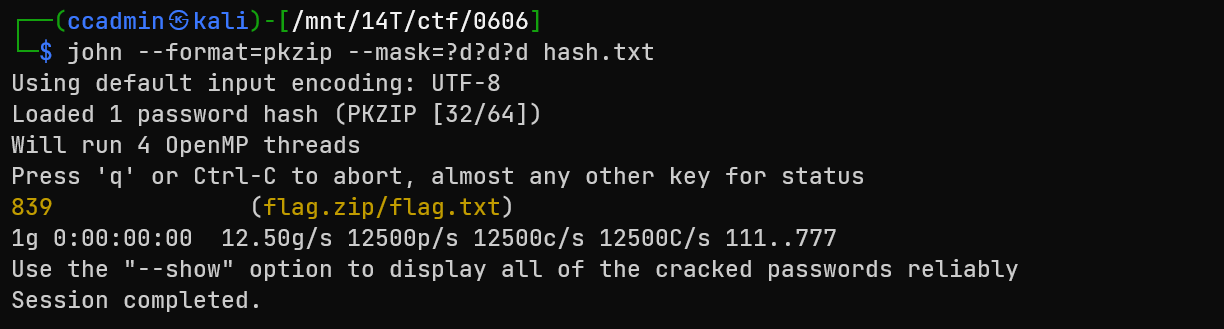 ┌──(ccadmin㉿kali)-[/mnt/14T/ctf/0606]
└─$ john --format=pkzip --mask=?d?d?d hash.txt
Using default input encoding: UTF-8
Loaded 1 password hash (PKZIP [32/64])
Will run 4 OpenMP threads
Press 'q' or Ctrl-C to abort, almost any other key for status
839              (flag.zip/flag.txt)
1g 0:00:00:00  12.50g/s 12500p/s 12500c/s 12500C/s 111..777
Use the "--show" option to display all of the cracked passwords reliably
Session completed.